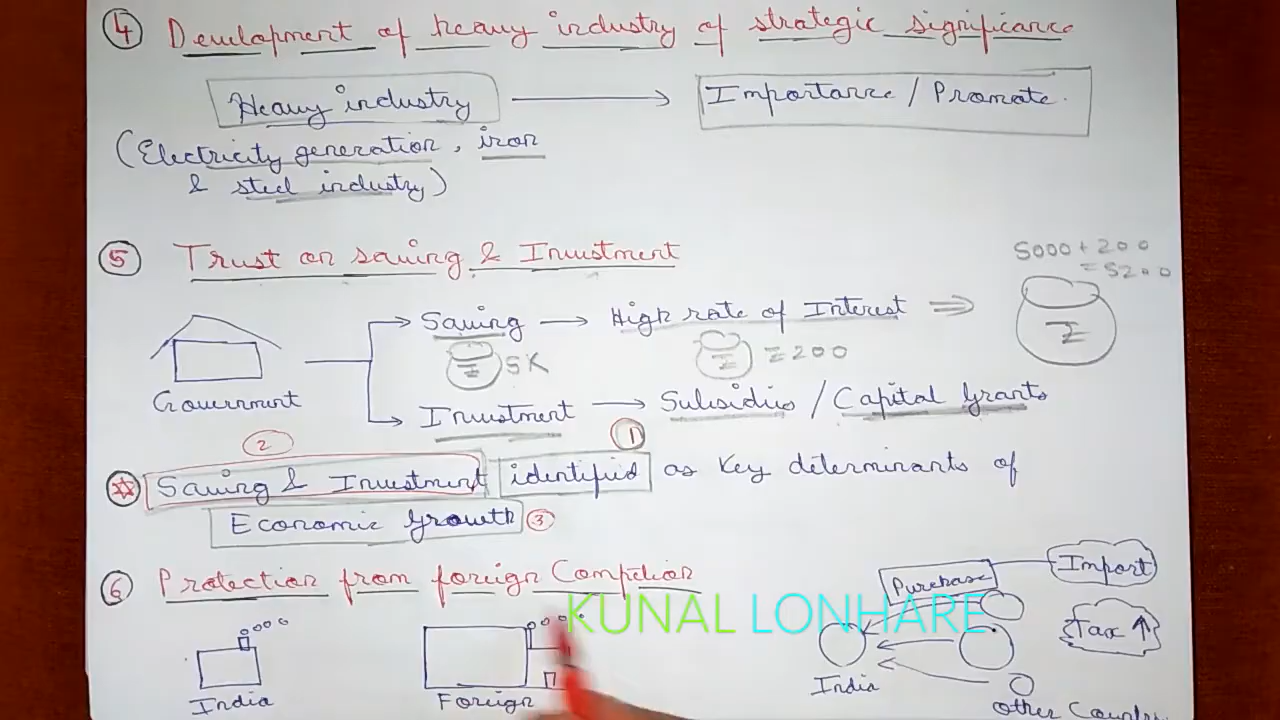 ④ Development of heavy industry of strategic significance
Heavy industry → Importance / Promote.
(Electricity generation, iron
& steel industry)
⑤ Trust on saving & Investment
5000 + 200
= 5200
Saving → High rate of Interest ⇒
₹ 5K ₹ = 200 ₹
Government
Investment → Subsidies / Capital Grants
② ①
Saving & Investment identified as key determinants of
Economic Growth ③
⑥ Protection from foreign Compition
Purchase Import
KUNAL LONHARE
Tax ↑
India Foreign India
other Country